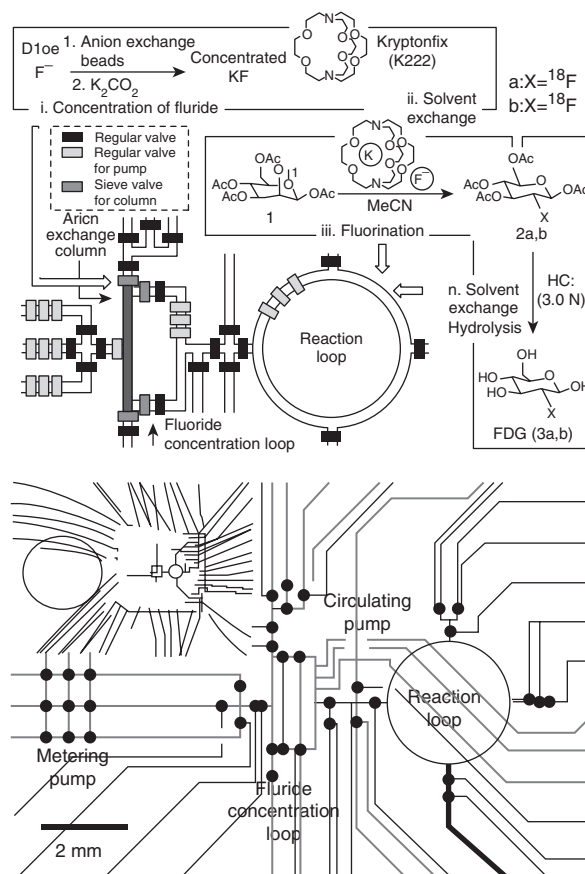 D1oe
F⁻
1. Anion exchange
beads
2. K₂CO₂
Concentrated
KF
Kryptonfix
(K222)
i. Concentration of fluride
ii. Solvent
exchange
a:X=¹⁸F
b:X=¹⁸F
Regular valve
Regular valve
for pump
Sieve valve
for column
OAc
AcO
AcO
OAc
1
1
K
F⁻
MeCN
OAc
AcO
AcO
OAc
X
2a,b
iii. Fluorination
Aricn
exchange
column
n. Solvent
exchange
Hydrolysis
HC:
(3.0 N)
Reaction
loop
OH
HO
HO
OH
X
FDG (3a,b)
Fluoride
concentration loop
Circulating
pump
Reaction
loop
Metering
pump
Fluride
concentration
loop
2 mm